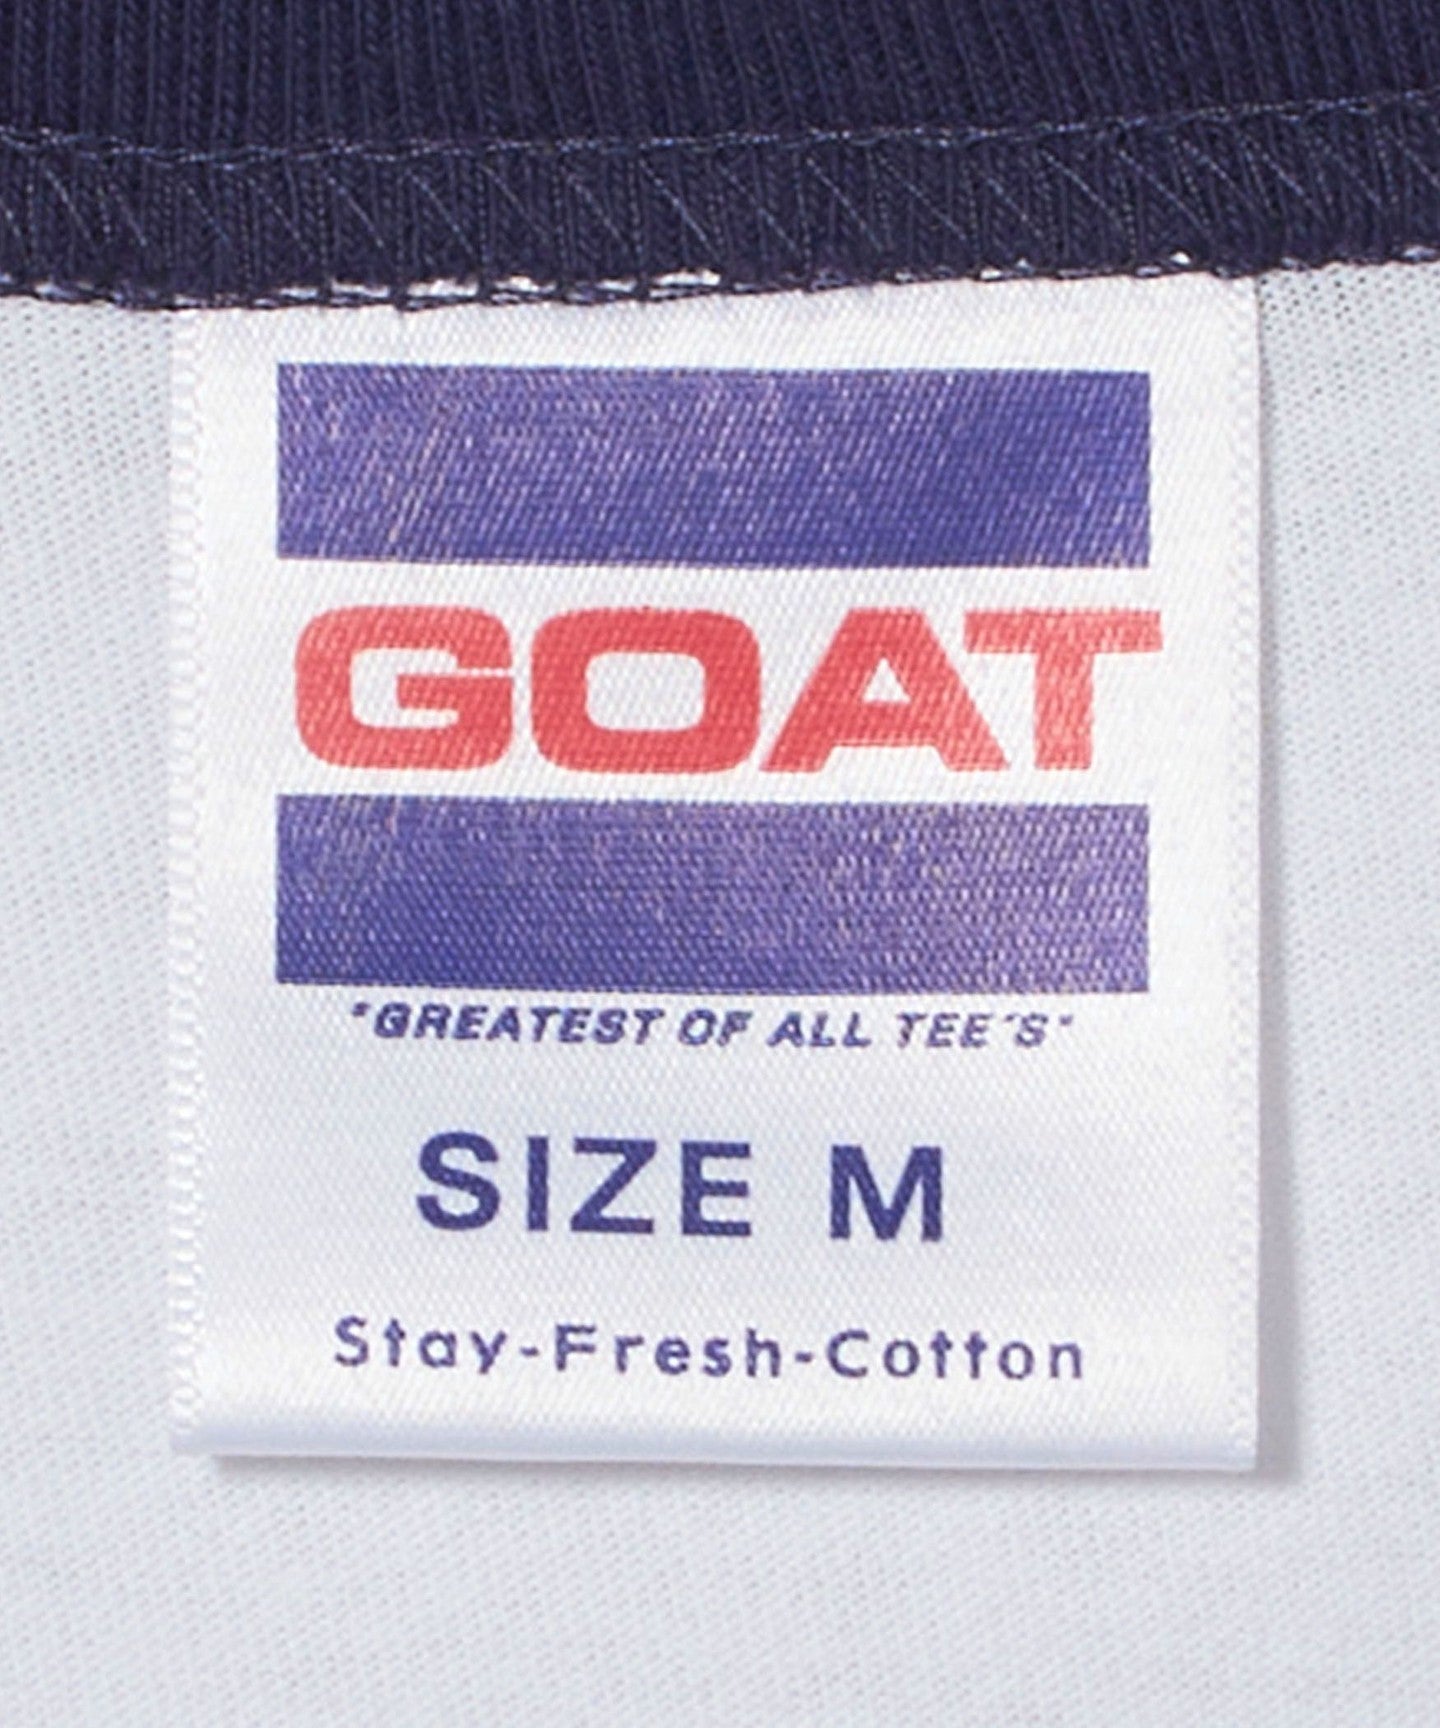 GOAT
"GREATEST OF ALL TEE'S"
SIZE M
Stay-Fresh-Cotton